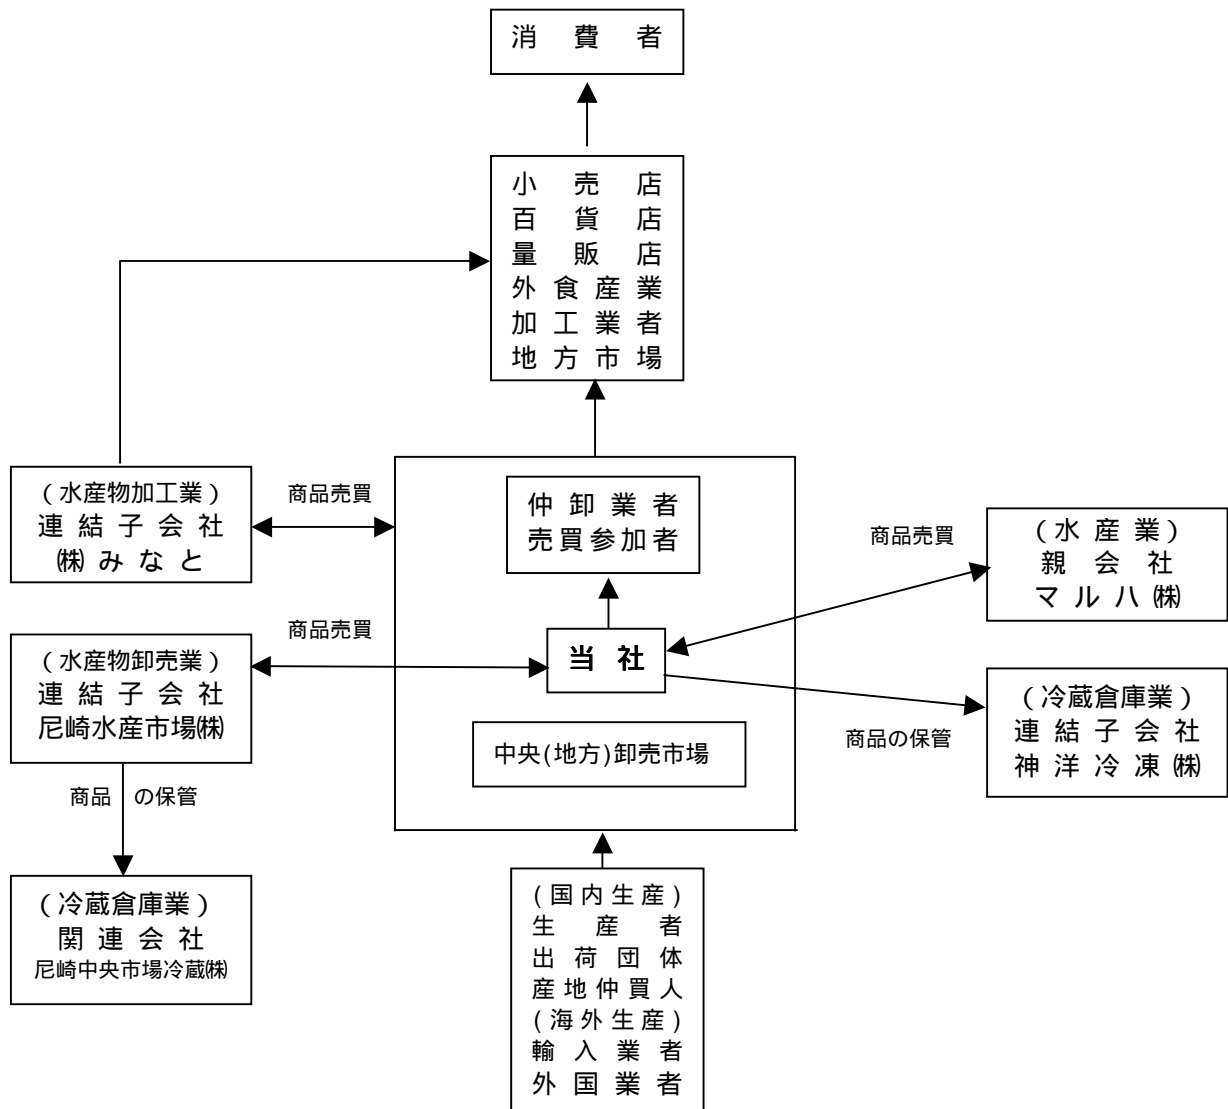 消費者
小売店
百貨店
量販店
外食産業
加工業者
地方市場
(水産物加工業)
連結子会社
㈱みなと
商品売買
仲卸業者
売買参加者
商品売買
(水産業)
親会社
マルハ㈱
(水産物卸売業)
連結子会社
尼崎水産市場㈱
商品売買
当社
(冷蔵倉庫業)
連結子会社
神洋冷凍㈱
商品の保管
中央(地方)卸売市場
商品の保管
(冷蔵倉庫業)
関連会社
尼崎中央市場冷蔵㈱
(国内生産)
生産者
出荷団体
産地仲買人
(海外生産)
輸入業者
外国業者